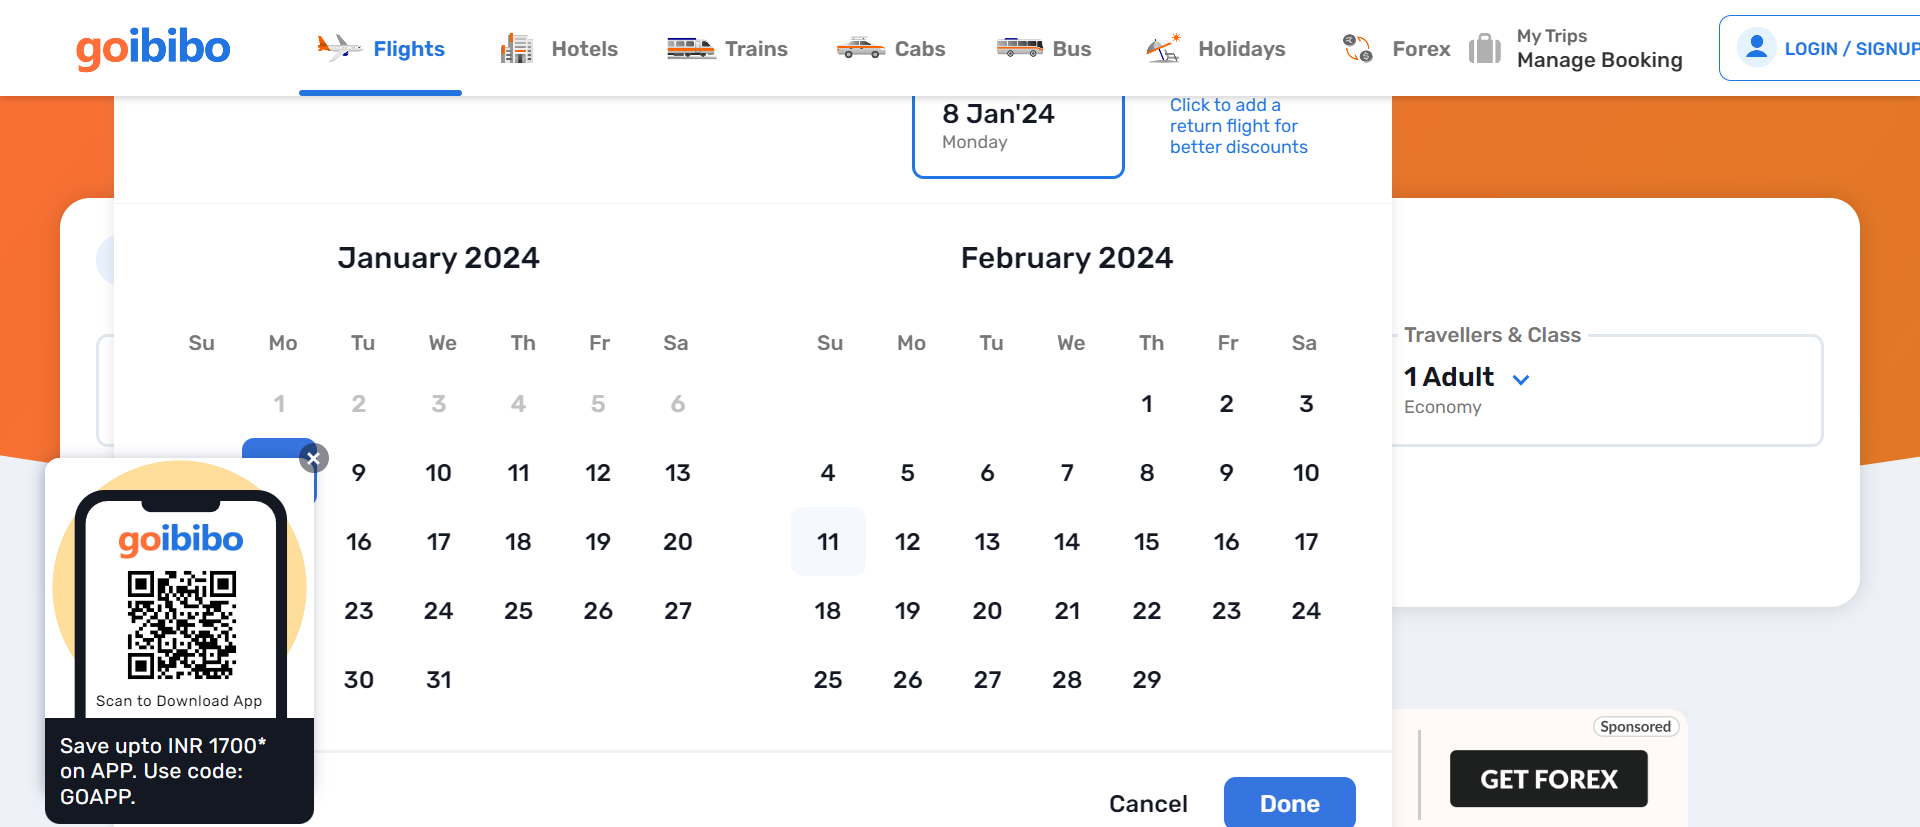 goibibo
Flights
Hotels
Trains
Cabs
Bus
Holidays
Forex
My Trips
Manage Booking
LOGIN / SIGNUP
8 Jan'24
Monday
Click to add a
return flight for
better discounts
January 2024
February 2024
Su Mo Tu We Th Fr Sa
Su Mo Tu We Th Fr Sa
1 2 3 4 5 6
1 2 3
9 10 11 12 13
4 5 6 7 8 9 10
16 17 18 19 20
11 12 13 14 15 16 17
23 24 25 26 27
18 19 20 21 22 23 24
30 31
25 26 27 28 29
Travellers & Class
1 Adult
Economy
goibibo
Scan to Download App
Save upto INR 1700*
on APP. Use code:
GOAPP.
Cancel
Done
Sponsored
GET FOREX